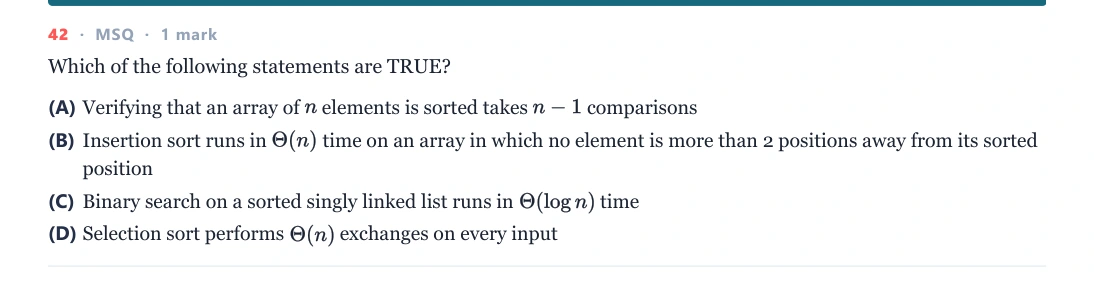 42 · MSQ · 1 mark
Which of the following statements are TRUE?
(A) Verifying that an array of n elements is sorted takes n − 1 comparisons
(B) Insertion sort runs in Θ(n) time on an array in which no element is more than 2 positions away from its sorted
position
(C) Binary search on a sorted singly linked list runs in Θ(log n) time
(D) Selection sort performs Θ(n) exchanges on every input